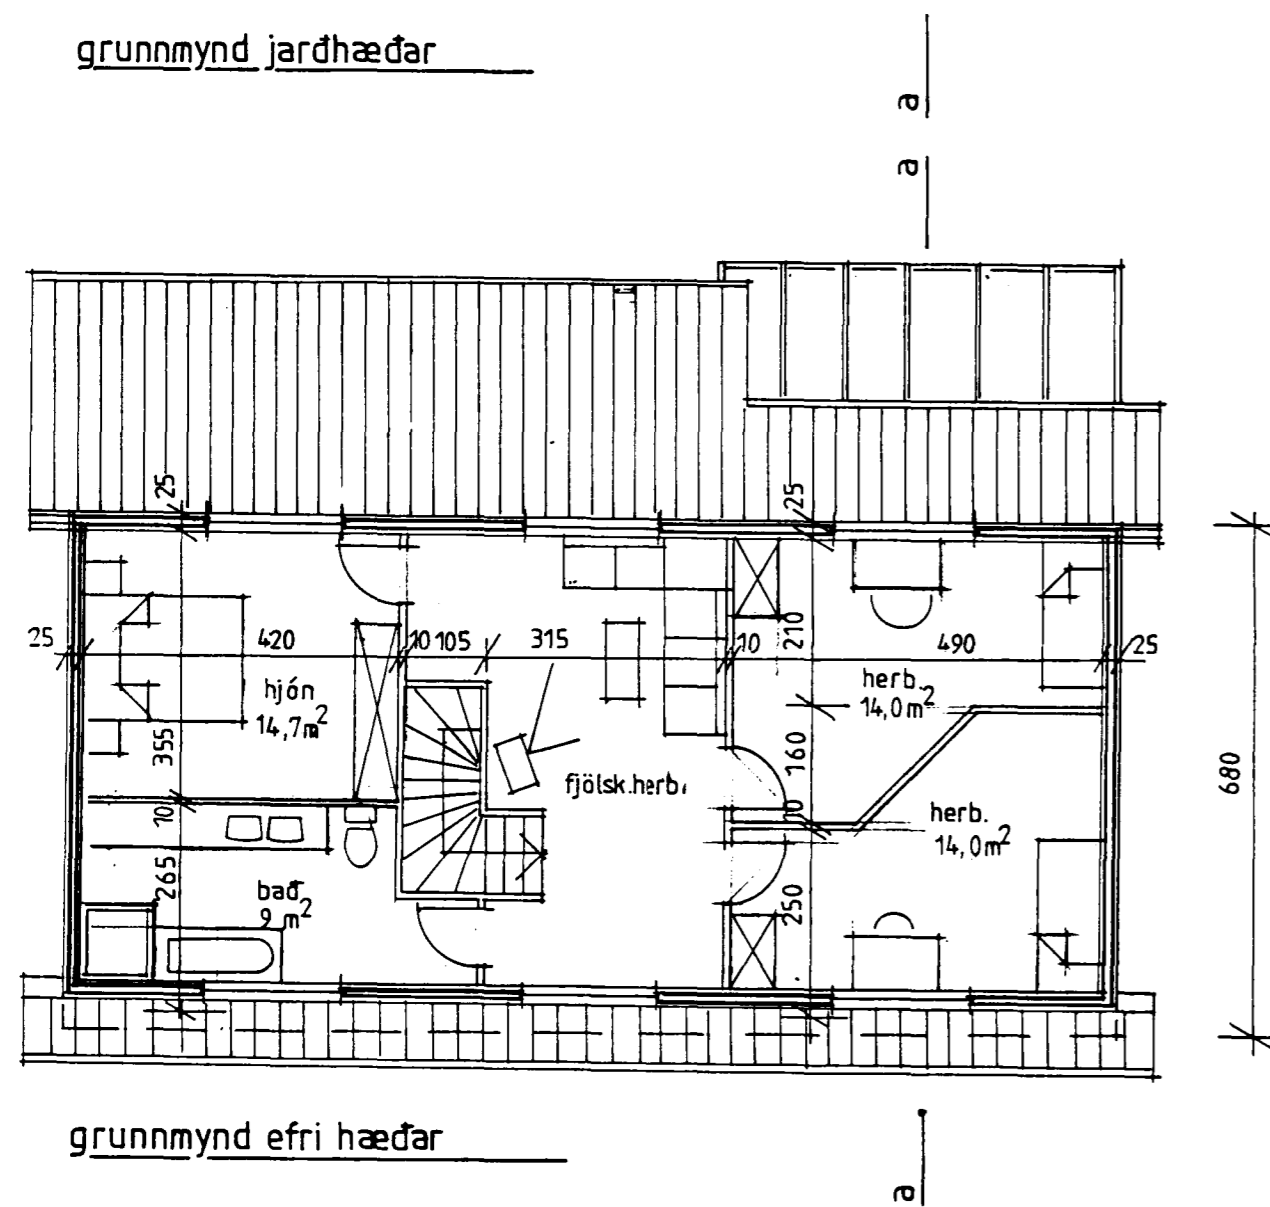 grunnmynd jarðhæðar
a
a
25
25
25
420
10
105
315
10
210
490
25
hjón
14,7m²
herb.
14,0m²
355
160
fjölsk.herb.
680
10
10
herb.
14,0m²
265
bað
9 m²
250
grunnmynd efri hæðar
a